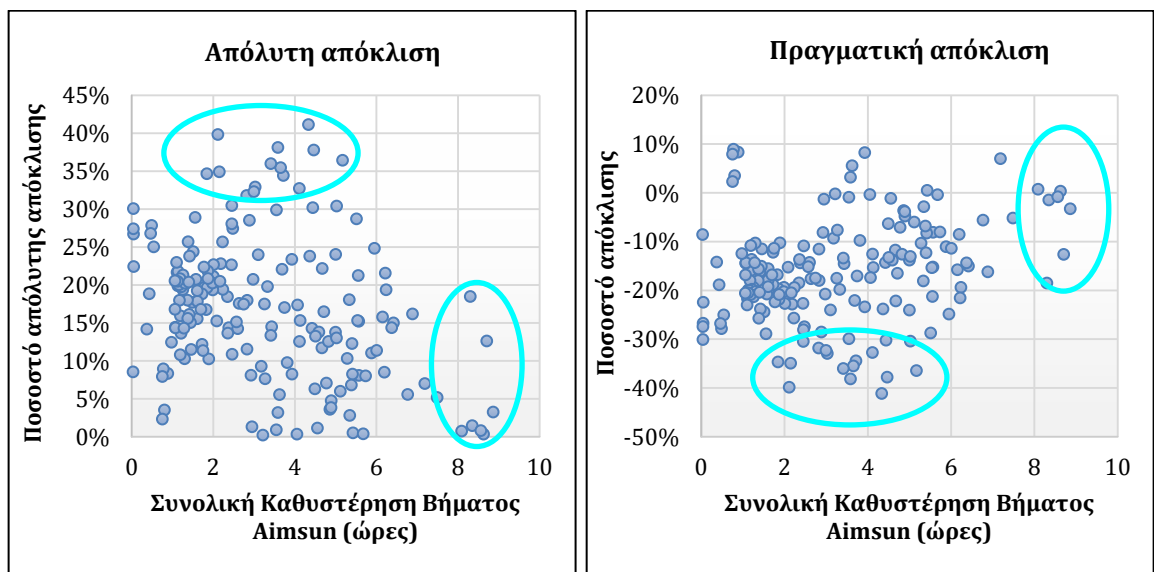 Απόλυτη απόκλιση
Ποσοστό απόλυτης απόκλισης
45%
40%
35%
30%
25%
20%
15%
10%
5%
0%
0 2 4 6 8 10
Συνολική Καθυστέρηση Βήματος
Aimsun (ώρες)
Πραγματική απόκλιση
Ποσοστό απόκλισης
20%
10%
0%
-10%
-20%
-30%
-40%
-50%
0 2 4 6 8 10
Συνολική Καθυστέρηση Βήματος
Aimsun (ώρες)